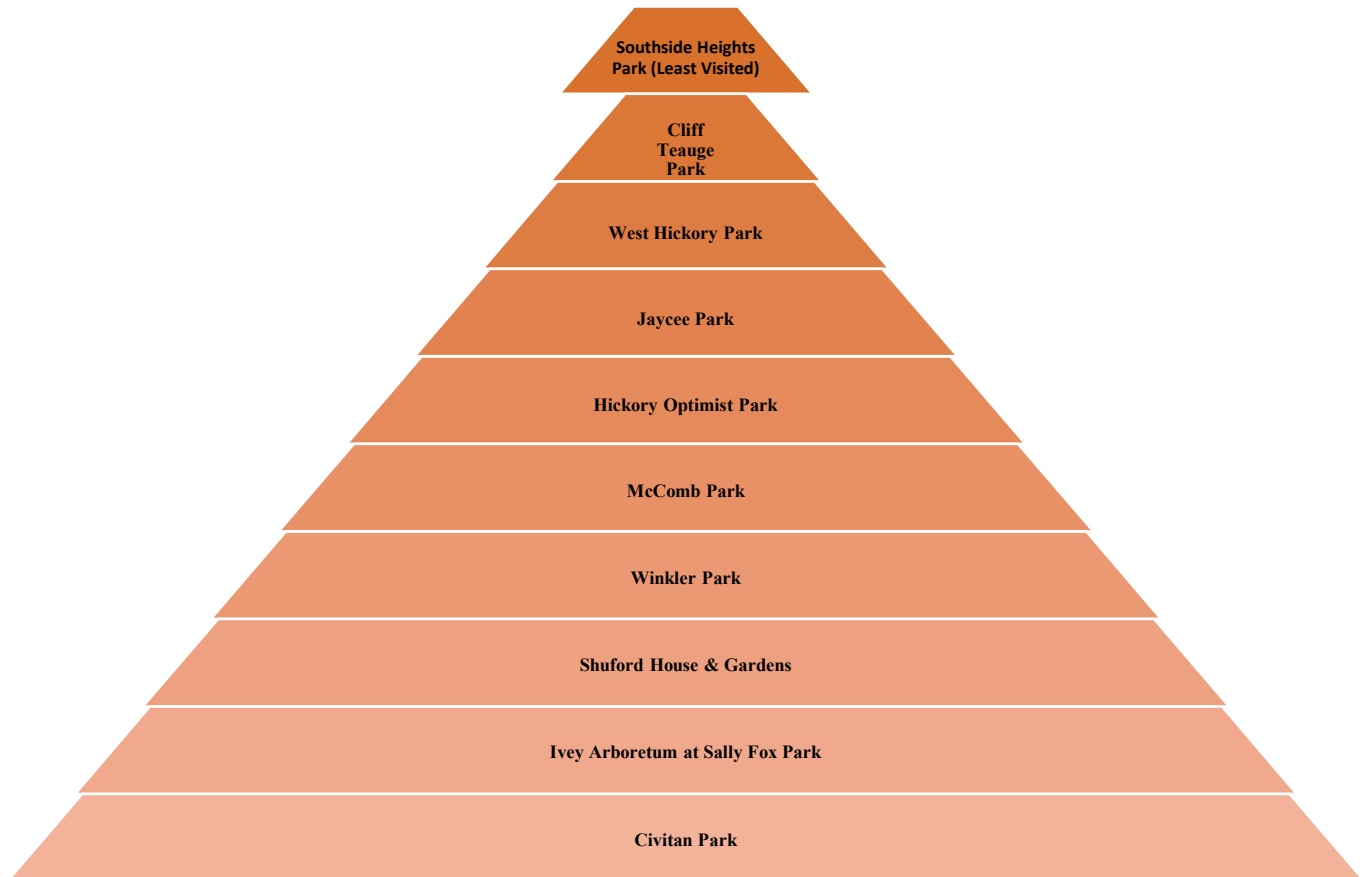 Southside Heights
Park (Least Visited)
Cliff
Teauge
Park
West Hickory Park
Jaycee Park
Hickory Optimist Park
McComb Park
Winkler Park
Shuford House & Gardens
Ivey Arboretum at Sally Fox Park
Civitan Park